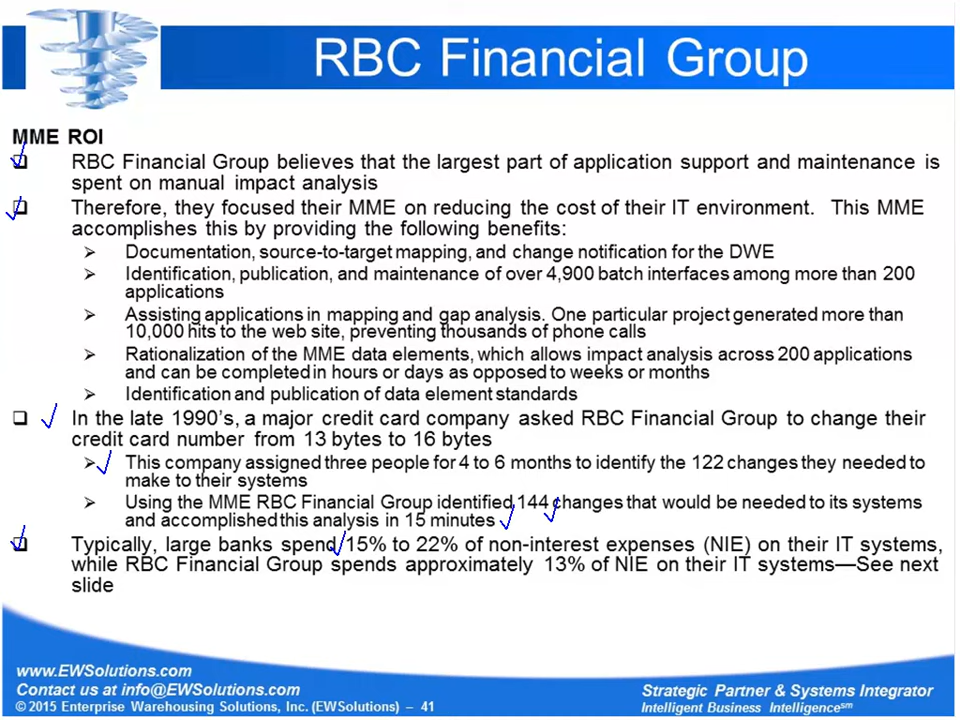 RBC Financial Group
MME ROI
RBC Financial Group believes that the largest part of application support and maintenance is
spent on manual impact analysis
Therefore, they focused their MME on reducing the cost of their IT environment. This MME
accomplishes this by providing the following benefits:
Documentation, source-to-target mapping, and change notification for the DWE
Identification, publication, and maintenance of over 4,900 batch interfaces among more than 200
applications
Assisting applications in mapping and gap analysis. One particular project generated more than
10,000 hits to the web site, preventing thousands of phone calls
Rationalization of the MME data elements, which allows impact analysis across 200 applications
and can be completed in hours or days as opposed to weeks or months
Identification and publication of data element standards
In the late 1990's, a major credit card company asked RBC Financial Group to change their
credit card number from 13 bytes to 16 bytes
This company assigned three people for 4 to 6 months to identify the 122 changes they needed to
make to their systems
Using the MME RBC Financial Group identified 144 changes that would be needed to its systems
and accomplished this analysis in 15 minutes
Typically, large banks spend 15% to 22% of non-interest expenses (NIE) on their IT systems,
while RBC Financial Group spends approximately 13% of NIE on their IT systems—See next
slide
www.EWSolutions.com
Contact us at info@EWSolutions.com
© 2015 Enterprise Warehousing Solutions, Inc. (EWSolutions) – 41
Strategic Partner & Systems Integrator
Intelligent Business Intelligence℠